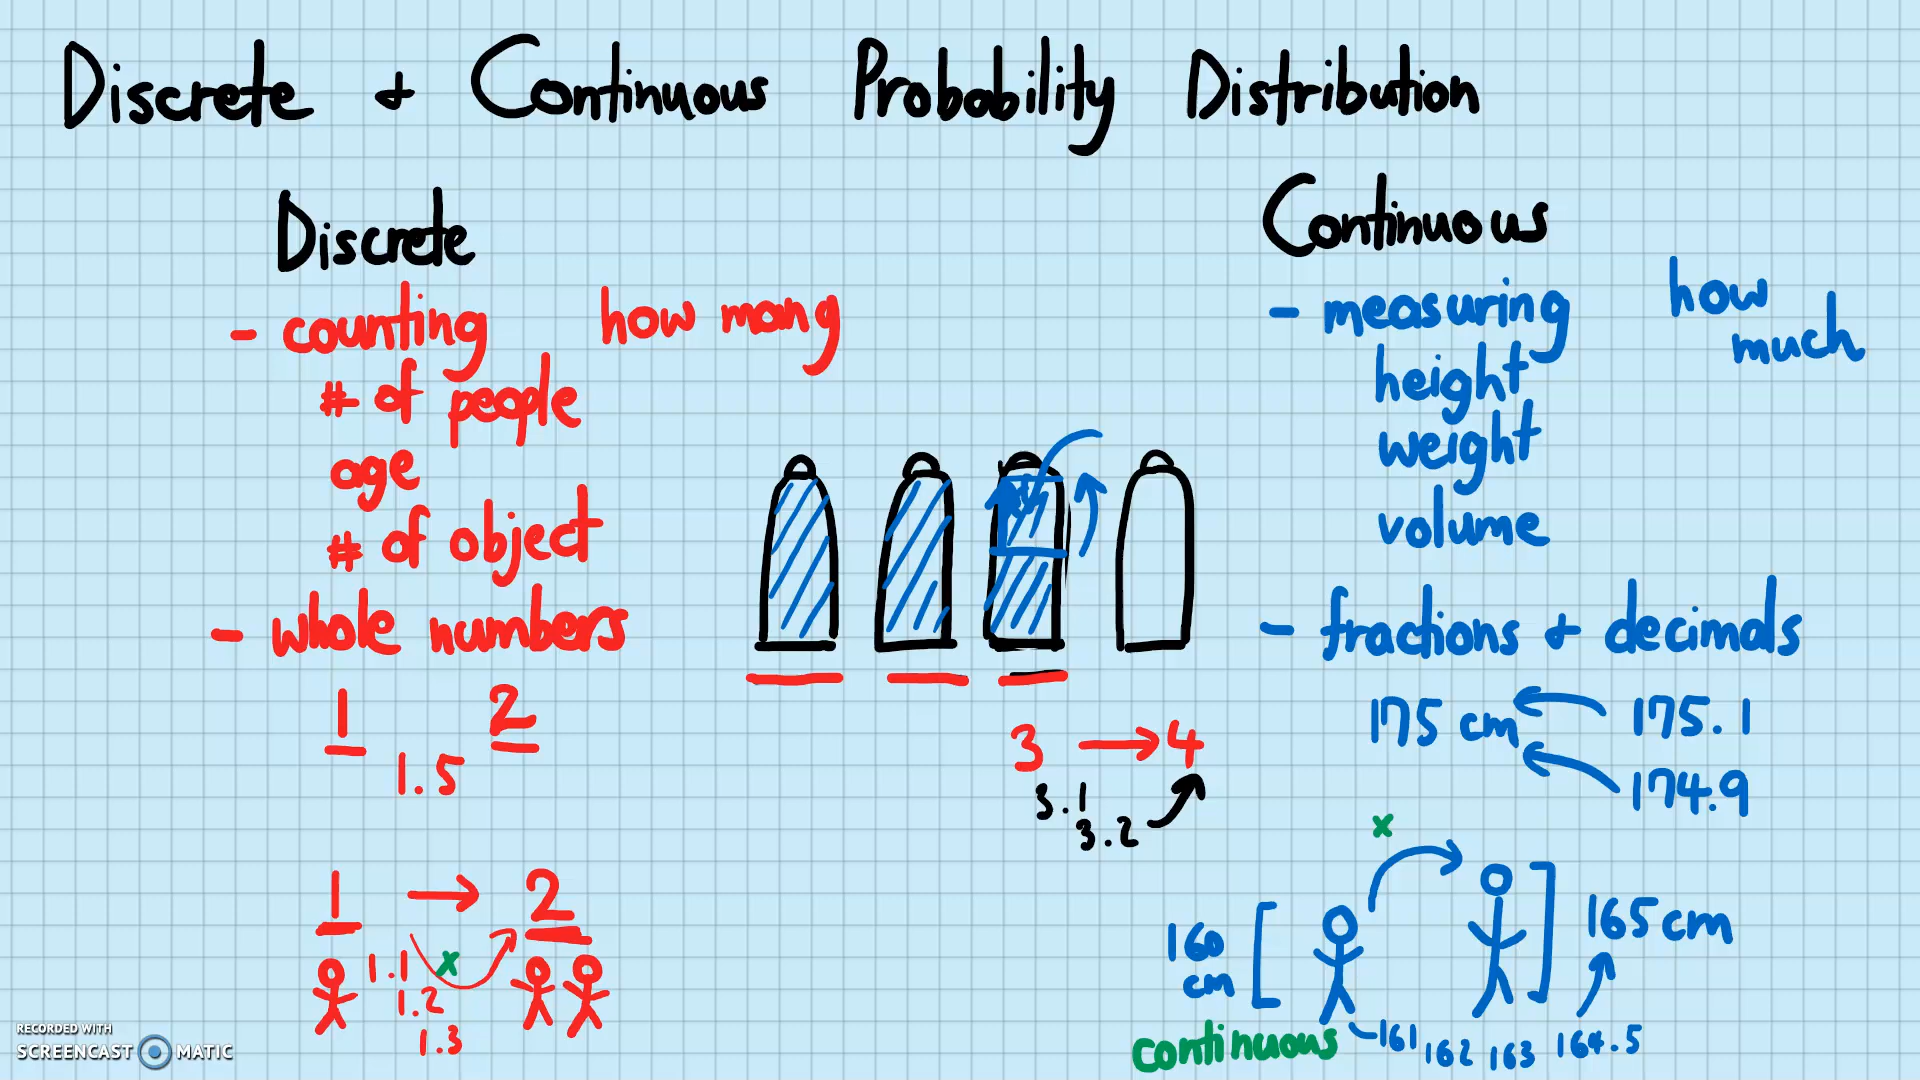 Discrete + Continuous Probability Distribution
Discrete
- counting how many
# of people
age
# of object
- whole numbers
1 2
1.5
1 → 2
1.1 x
1.2
1.3
3 → 4
3.1
3.2
Continuous
- measuring how much
height
weight
volume
- fractions + decimals
175 cm 175.1
174.9
x
160 cm
165cm
continuous 161 162 163 164.5
RECORDED WITH
SCREENCAST MATIC